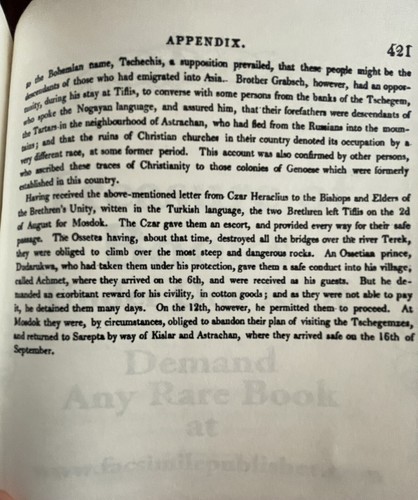 APPENDIX. 421
to the Bohemian name, Tschechis, a supposition prevailed, that these people might be the
descendants of those who had emigrated into Asia. Brother Grabsch, however, had an oppor-
tunity, during his stay at Tiflis, to converse with some persons from the banks of the Tschegem,
who spoke the Nogayan language, and assured him, that their forefathers were descendants of
the Tartars in the neighbourhood of Astrachan, who had fled from the Russians into the moun-
tains; and that the ruins of Christian churches in their country denoted its occupation by a
very different race, at some former period. This account was also confirmed by other persons,
who ascribed these traces of Christianity to those colonies of Genoese which were formerly
established in this country.
Having received the above-mentioned letter from Czar Heraclius to the Bishops and Elders of
the Brethren's Unity, written in the Turkish language, the two Brethren left Tiflis on the 2d
of August for Mosdok. The Czar gave them an escort, and provided every way for their safe
passage. The Ossetes having, about that time, destroyed all the bridges over the river Terek,
they were obliged to climb over the most steep and dangerous rocks. An Ossetian prince,
Dudarukwa, who had taken them under his protection, gave them a safe conduct into his village,
called Achmet, where they arrived on the 6th, and were received as his guests. But he de-
manded an exorbitant reward for his civility, in cotton goods; and as they were not able to pay
it, he detained them many days. On the 12th, however, he permitted them to proceed. At
Mosdok they were, by circumstances, obliged to abandon their plan of visiting the Tschegemzes,
and returned to Sarepta by way of Kislar and Astrachan, where they arrived safe on the 16th of
September.
Demand
Any Rare Book
at
www.facsimilepublisher.com